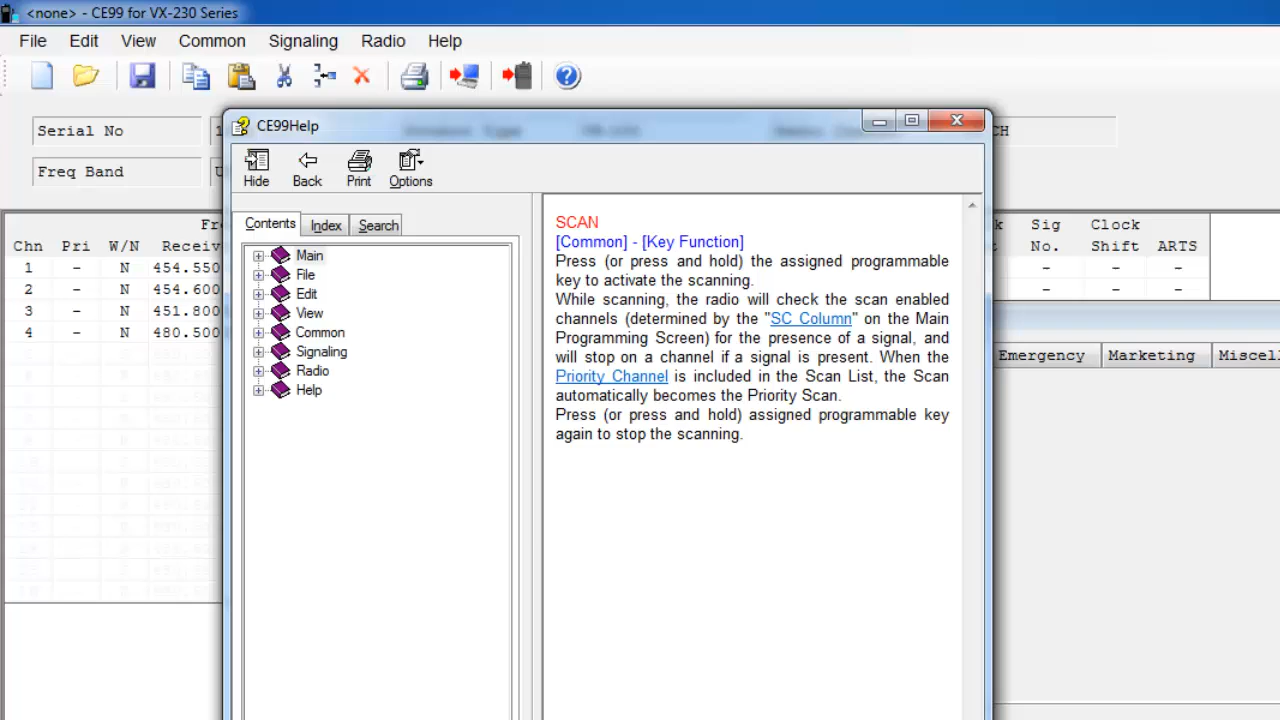 <none> - CE99 for VX-230 Series
File Edit View Common Signaling Radio Help
CE99Help
Serial No
CH
Freq Band
Hide Back Print Options
Contents Index Search
Main
File
Edit
View
Common
Signaling
Radio
Help
SCAN
[Common] - [Key Function]
Press (or press and hold) the assigned programmable
key to activate the scanning.
While scanning, the radio will check the scan enabled
channels (determined by the "SC Column" on the Main
Programming Screen) for the presence of a signal, and
will stop on a channel if a signal is present. When the
Priority Channel is included in the Scan List, the Scan
automatically becomes the Priority Scan.
Press (or press and hold) assigned programmable key
again to stop the scanning.
Fre
Chn Pri W/N Receiv
1 - N 454.550
2 - N 454.600
3 - N 451.800
4 - N 480.500
k Sig Clock
No. Shift ARTS
- - -
- - -
Emergency Marketing Miscell